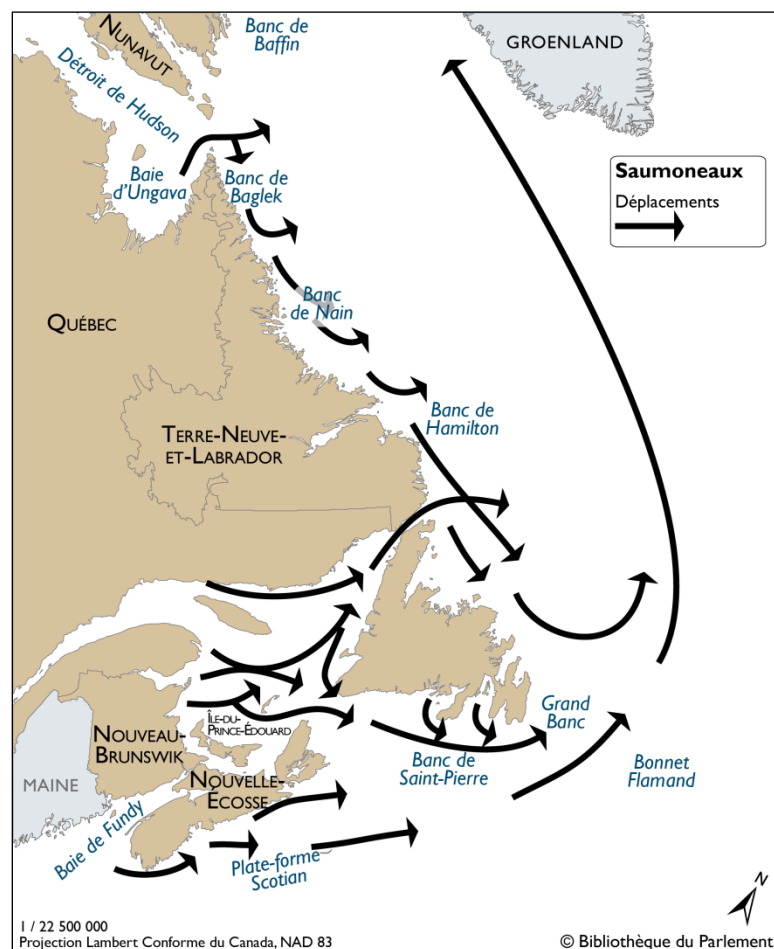 NUNAVUT
Banc de
Baffin
GROENLAND
Détroit de Hudson
Saumoneaux
Déplacements
Baie
d'Ungava
Banc de
Baglek
QUÉBEC
Banc
de Nain
TERRE-NEUVE-
ET-LABRADOR
Banc de
Hamilton
ÎLE-DU-
PRINCE-ÉDOUARD
Grand
Banc
NOUVEAU-
BRUNSWIK
Banc de
Saint-Pierre
Bonnet
Flamand
MAINE
NOUVELLE-
ÉCOSSE
Baie de Fundy
Plate-forme
Scotian
N
1 / 22 500 000
Projection Lambert Conforme du Canada, NAD 83
© Bibliothèque du Parlement